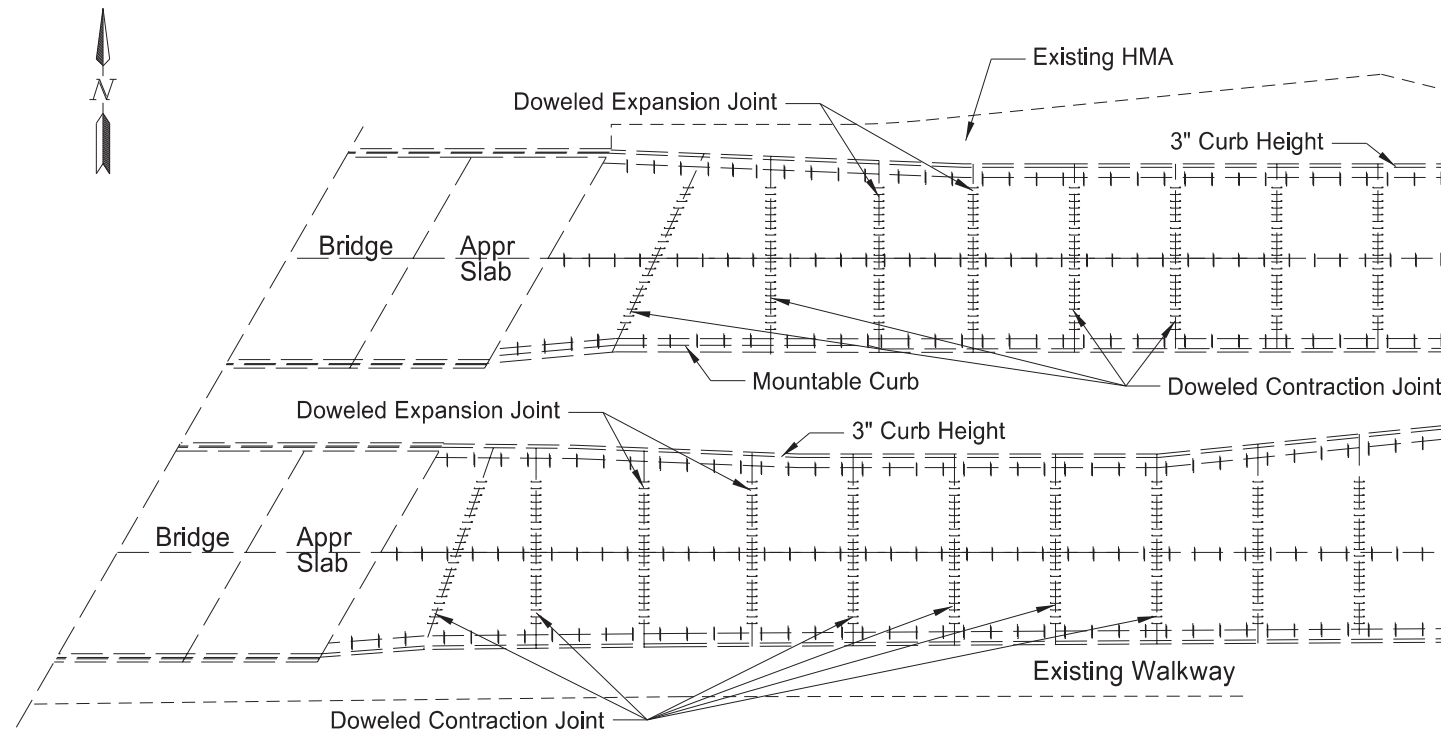 N
Existing HMA
Doweled Expansion Joint
3" Curb Height
Bridge
Appr
Slab
Mountable Curb
Doweled Contraction Joint
Doweled Expansion Joint
3" Curb Height
Bridge
Appr
Slab
Existing Walkway
Doweled Contraction Joint